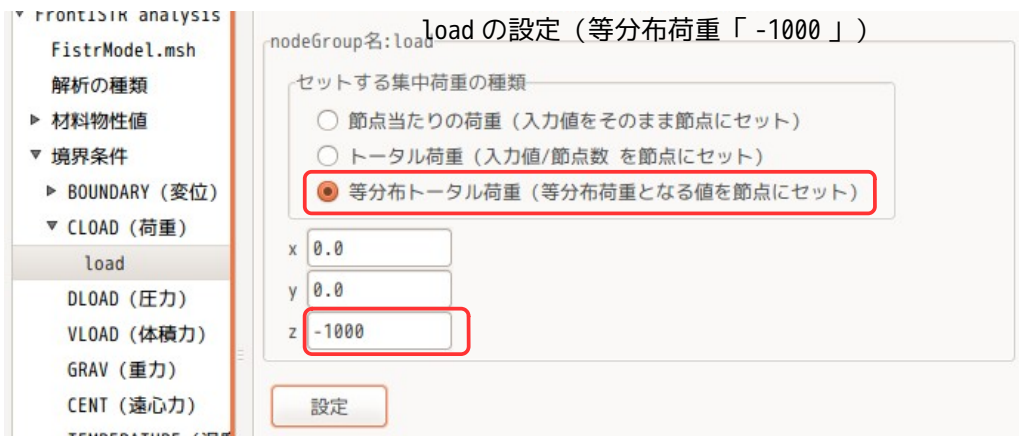 FrontISTR analysis
FistrModel.msh
解析の種類
材料物性値
境界条件
BOUNDARY (変位)
CLOAD (荷重)
load
DLOAD (圧力)
VLOAD (体積力)
GRAV (重力)
CENT (遠心力)
load の設定（等分布荷重「 -1000 」）
nodeGroup名:load
セットする集中荷重の種類
節点当たりの荷重 (入力値をそのまま節点にセット)
トータル荷重 (入力値/節点数 を節点にセット)
等分布トータル荷重 (等分布荷重となる値を節点にセット)
x 0.0
y 0.0
z -1000
設定